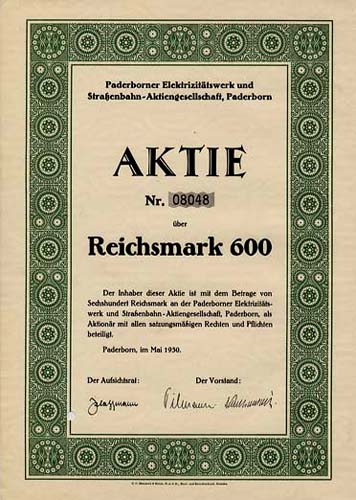 Paderborner Elektrizitätswerk und
Straßenbahn-Aktiengesellschaft, Paderborn
AKTIE
Nr. 08048
über
Reichsmark 600
Der Inhaber dieser Aktie ist mit dem Betrage von
Sechshundert Reichsmark an der Paderborner Elektrizitäts-
werk und Straßenbahn-Aktiengesellschaft, Paderborn, als
Aktionär mit allen satzungsmäßigen Rechten und Pflichten
beteiligt.
Paderborn, im Mai 1930.
Der Aufsichtsrat: Der Vorstand: